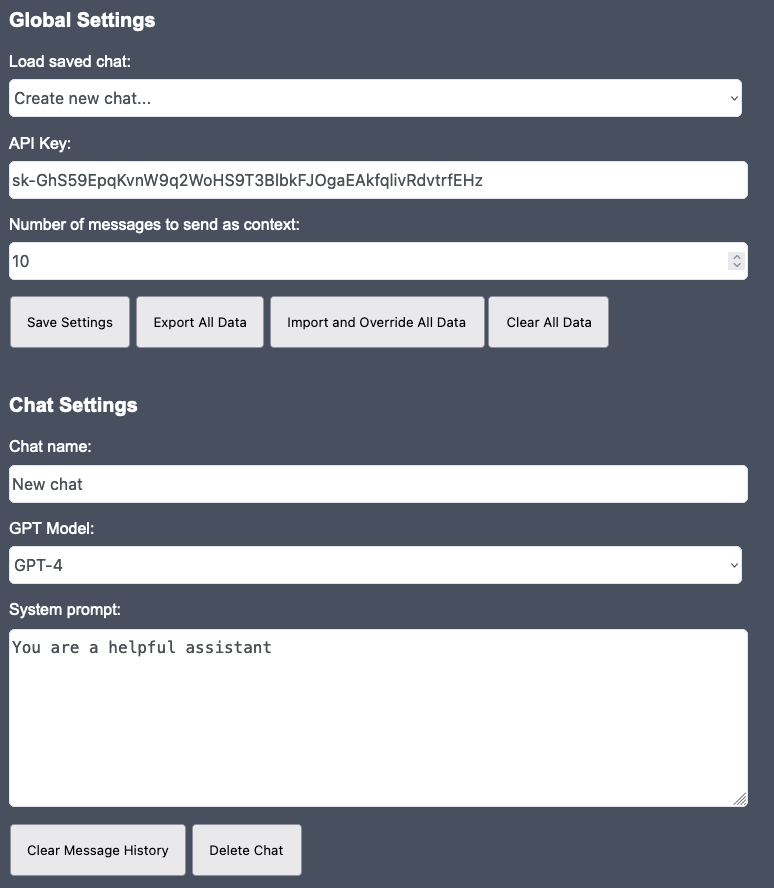 Global Settings
Load saved chat:
Create new chat...
API Key:
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
Number of messages to send as context:
10
Save Settings Export All Data Import and Override All Data Clear All Data
Chat Settings
Chat name:
New chat
GPT Model:
GPT-4
System prompt:
You are a helpful assistant
Clear Message History Delete Chat